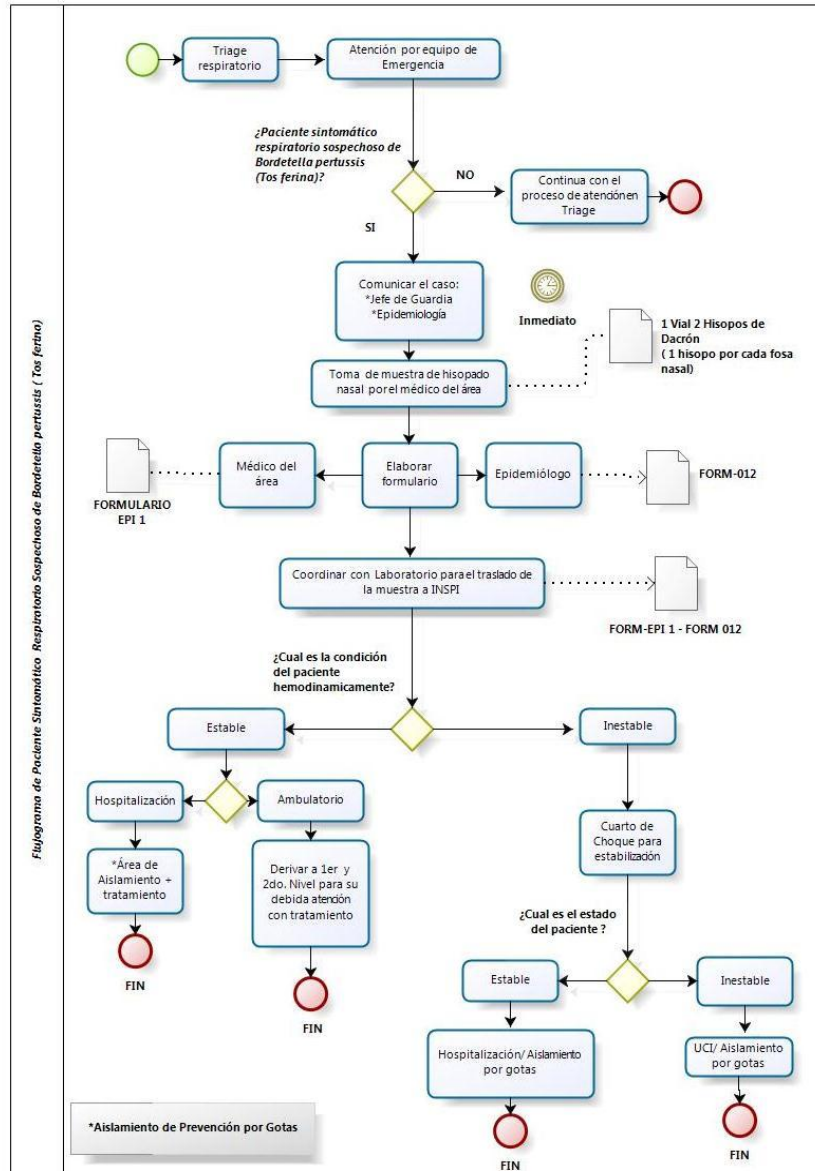 Flujograma de Paciente Sintomático Respiratorio Sospechoso de Bordetella pertussis ( Tos ferina)
Triage
respiratorio
Atención por equipo de
Emergencia
¿Paciente sintomático
respiratorio sospechoso de
Bordetella pertussis
(Tos ferina)?
NO
Continua con el
proceso de atenciónen
Triage
SI
Comunicar el caso:
*Jefe de Guardia
*Epidemiología
Inmediato
1 Vial 2 Hisopos de
Dacrón
( 1 hisopo por cada fosa
nasal)
Toma de muestra de hisopado
nasal por el médico del área
FORMULARIO
EPI 1
Médico del
área
Elaborar
formulario
Epidemiólogo
FORM-012
Coordinar con Laboratorio para el traslado de
la muestra a INSPI
FORM-EPI 1 - FORM 012
¿Cual es la condición
del paciente
hemodinamicamente?
Estable
Inestable
Hospitalización
Ambulatorio
Cuarto de
Choque para
estabilización
*Área de
Aislamiento +
tratamiento
Derivar a 1er y
2do. Nivel para su
debida atención
con tratamiento
¿Cual es el estado
del paciente ?
FIN
FIN
Estable
Inestable
Hospitalización/ Aislamiento
por gotas
UCI/ Aislamiento
por gotas
FIN
FIN
*Aislamiento de Prevención por Gotas